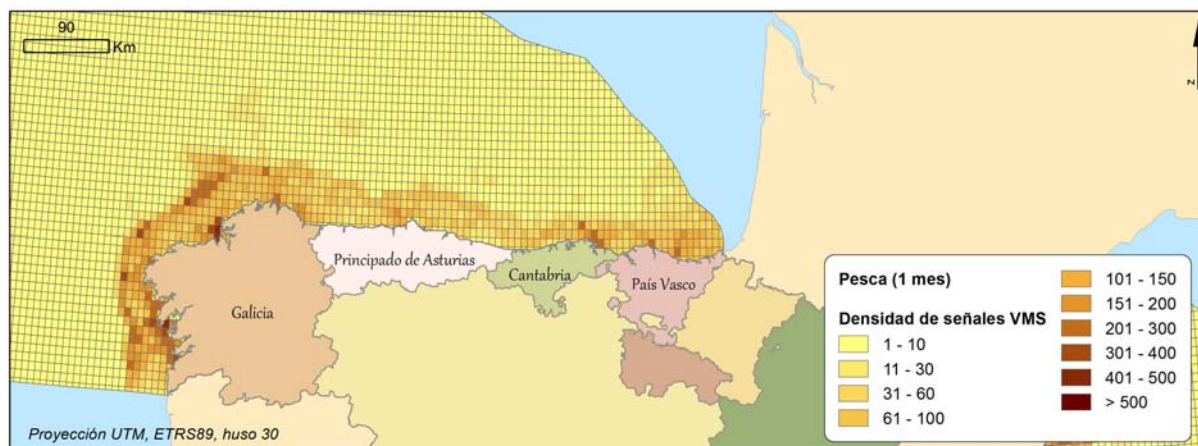 90
Km
N
Principado de Asturias
Cantabria
País Vasco
Galicia
Pesca (1 mes)
Densidad de señales VMS
1 - 10
11 - 30
31 - 60
61 - 100
101 - 150
151 - 200
201 - 300
301 - 400
401 - 500
> 500
Proyección UTM, ETRS89, huso 30